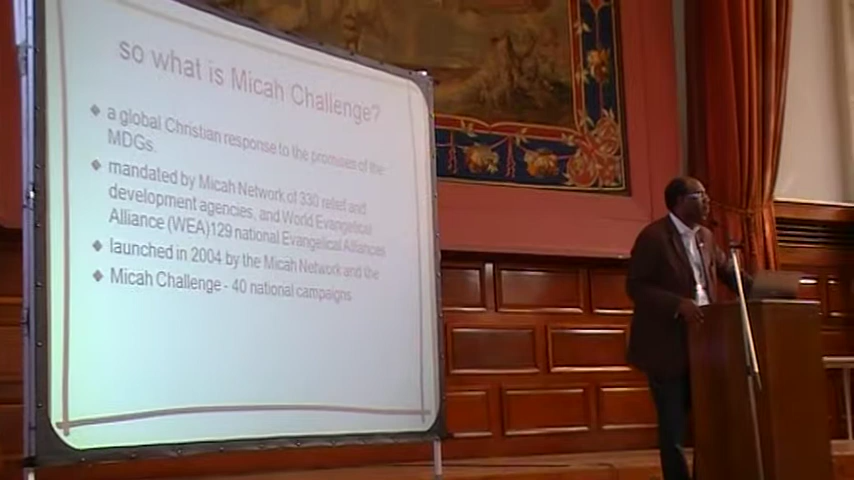 so what is Micah Challenge?
a global Christian response to the promises of the
MDGs.
mandated by Micah Network of 330 relief and
development agencies, and World Evangelical
Alliance (WEA)129 national Evangelical Alliances
launched in 2004 by the Micah Network and the
Micah Challenge - 40 national campaigns